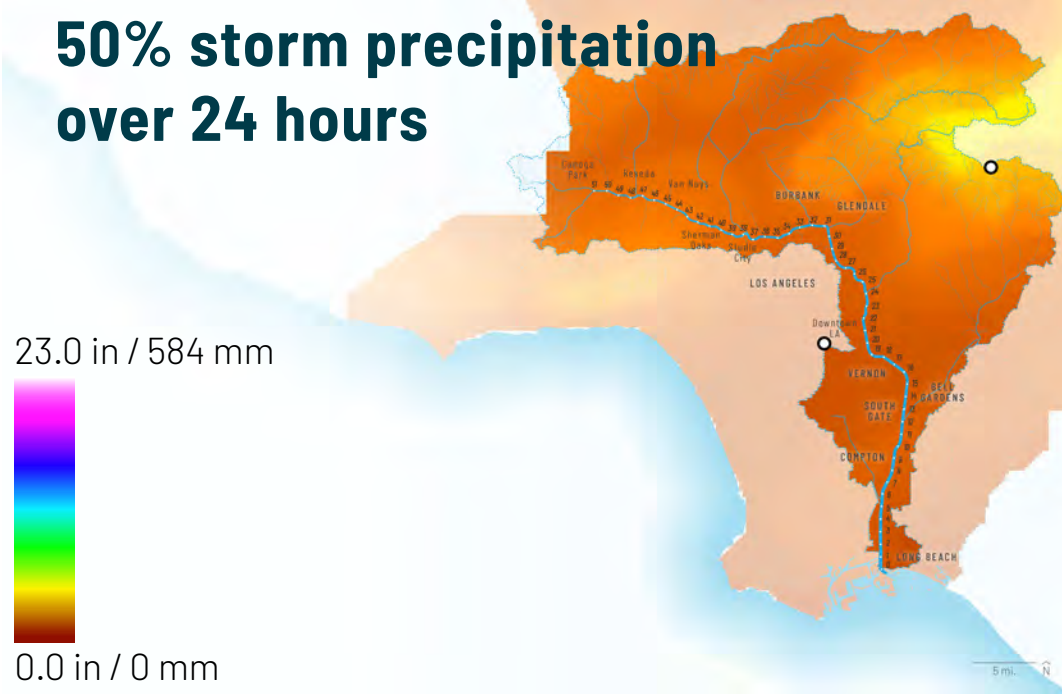 50% storm precipitation
over 24 hours
Canoga
Park
Reseda
Van Nuys
BURBANK
GLENDALE
Sherman
Oaks
Studio
City
LOS ANGELES
Downtown
LA
VERNON
BELL
GARDENS
SOUTH
GATE
COMPTON
LONG BEACH
23.0 in / 584 mm
0.0 in / 0 mm
5 mi.
N